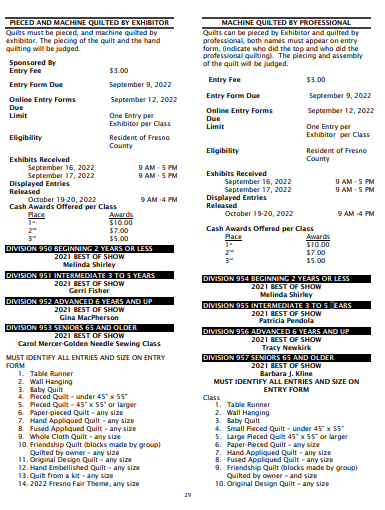 PIECED AND MACHINE QUILTED BY EXHIBITOR
Quilts must be pieced, and machine quilted by
exhibitor. The piecing of the quilt and the hand
quilting will be judged.
Sponsored By
Entry Fee $3.00
Entry Form Due September 9, 2022
Online Entry Forms September 12, 2022
Due
Limit One Entry per
Exhibitor per Class
Eligibility Resident of Fresno
County
Exhibits Received
September 16, 2022 9 AM - 5 PM
September 17, 2022 9 AM - 5 PM
Displayed Entries
Released
October 19-20, 2022 9 AM -4 PM
Cash Awards Offered per Class
Place Awards
1st $10.00
2nd $7.00
3rd $5.00
DIVISION 950 BEGINNING 2 YEARS OR LESS
2021 BEST OF SHOW
Melinda Shirley
DIVISION 951 INTERMEDIATE 3 TO 5 YEARS
2021 BEST OF SHOW
Gerri Fisher
DIVISION 952 ADVANCED 6 YEARS AND UP
2021 BEST OF SHOW
Gina MacPherson
DIVISION 953 SENIORS 65 AND OLDER
2021 BEST OF SHOW
Carol Mercer-Golden Needle Sewing Class
MUST IDENTIFY ALL ENTRIES AND SIZE ON ENTRY
FORM
1. Table Runner
2. Wall Hanging
3. Baby Quilt
4. Pieced Quilt - under 45" x 55"
5. Pieced Quilt - 45" x 55" or larger
6. Paper-pieced Quilt - any size
7. Hand Appliqued Quilt - any size
8. Fused Appliqued Quilt - any size
9. Whole Cloth Quilt - any size
10. Friendship Quilt (blocks made by group)
Quilted by owner - any size
11. Original Design Quilt - any size
12. Hand Embellished Quilt - any size
13. Quilt from a kit - any size
14. 2022 Fresno Fair Theme, any size
MACHINE QUILTED BY PROFESSIONAL
Quilts can be pieced by Exhibitor and quilted by
professional, both names must appear on entry
form, (indicate who did the top and who did the
professional quilting). The piecing and assembly
of the quilt will be judged.
Entry Fee $3.00
Entry Form Due September 9, 2022
Online Entry Forms September 12, 2022
Due
Limit One Entry per
Exhibitor per Class
Eligibility Resident of Fresno
County
Exhibits Received
September 16, 2022 9 AM - 5 PM
September 17, 2022 9 AM - 5 PM
Displayed Entries
Released
October 19-20, 2022 9 AM -4 PM
Cash Awards Offered per Class
Place Awards
1st $10.00
2nd $7.00
3rd $5.00
DIVISION 954 BEGINNING 2 YEARS OR LESS
2021 BEST OF SHOW
Melinda Shirley
DIVISION 955 INTERMEDIATE 3 TO 5 EARS
2021 BEST OF SHOW
Patricia Pendola
DIVISION 956 ADVANCED 6 YEARS AND UP
2021 BEST OF SHOW
Tracy Newkirk
DIVISION 957 SENIORS 65 AND OLDER
2021 BEST OF SHOW
Barbara J. Kline
MUST IDENTIFY ALL ENTRIES AND SIZE ON
ENTRY FORM
Class
1. Table Runner
2. Wall Hanging
3. Baby Quilt
4. Small Pieced Quilt - under 45" x 55"
5. Large Pieced Quilt 45" x 55" or larger
6. Paper-Pieced Quilt - any size
7. Hand Appliqued Quilt - any size
8. Fused Appliqued Quilt - any size
9. Friendship Quilt (blocks made by group)
Quilted by owner - and size
10. Original Design Quilt - any size
29